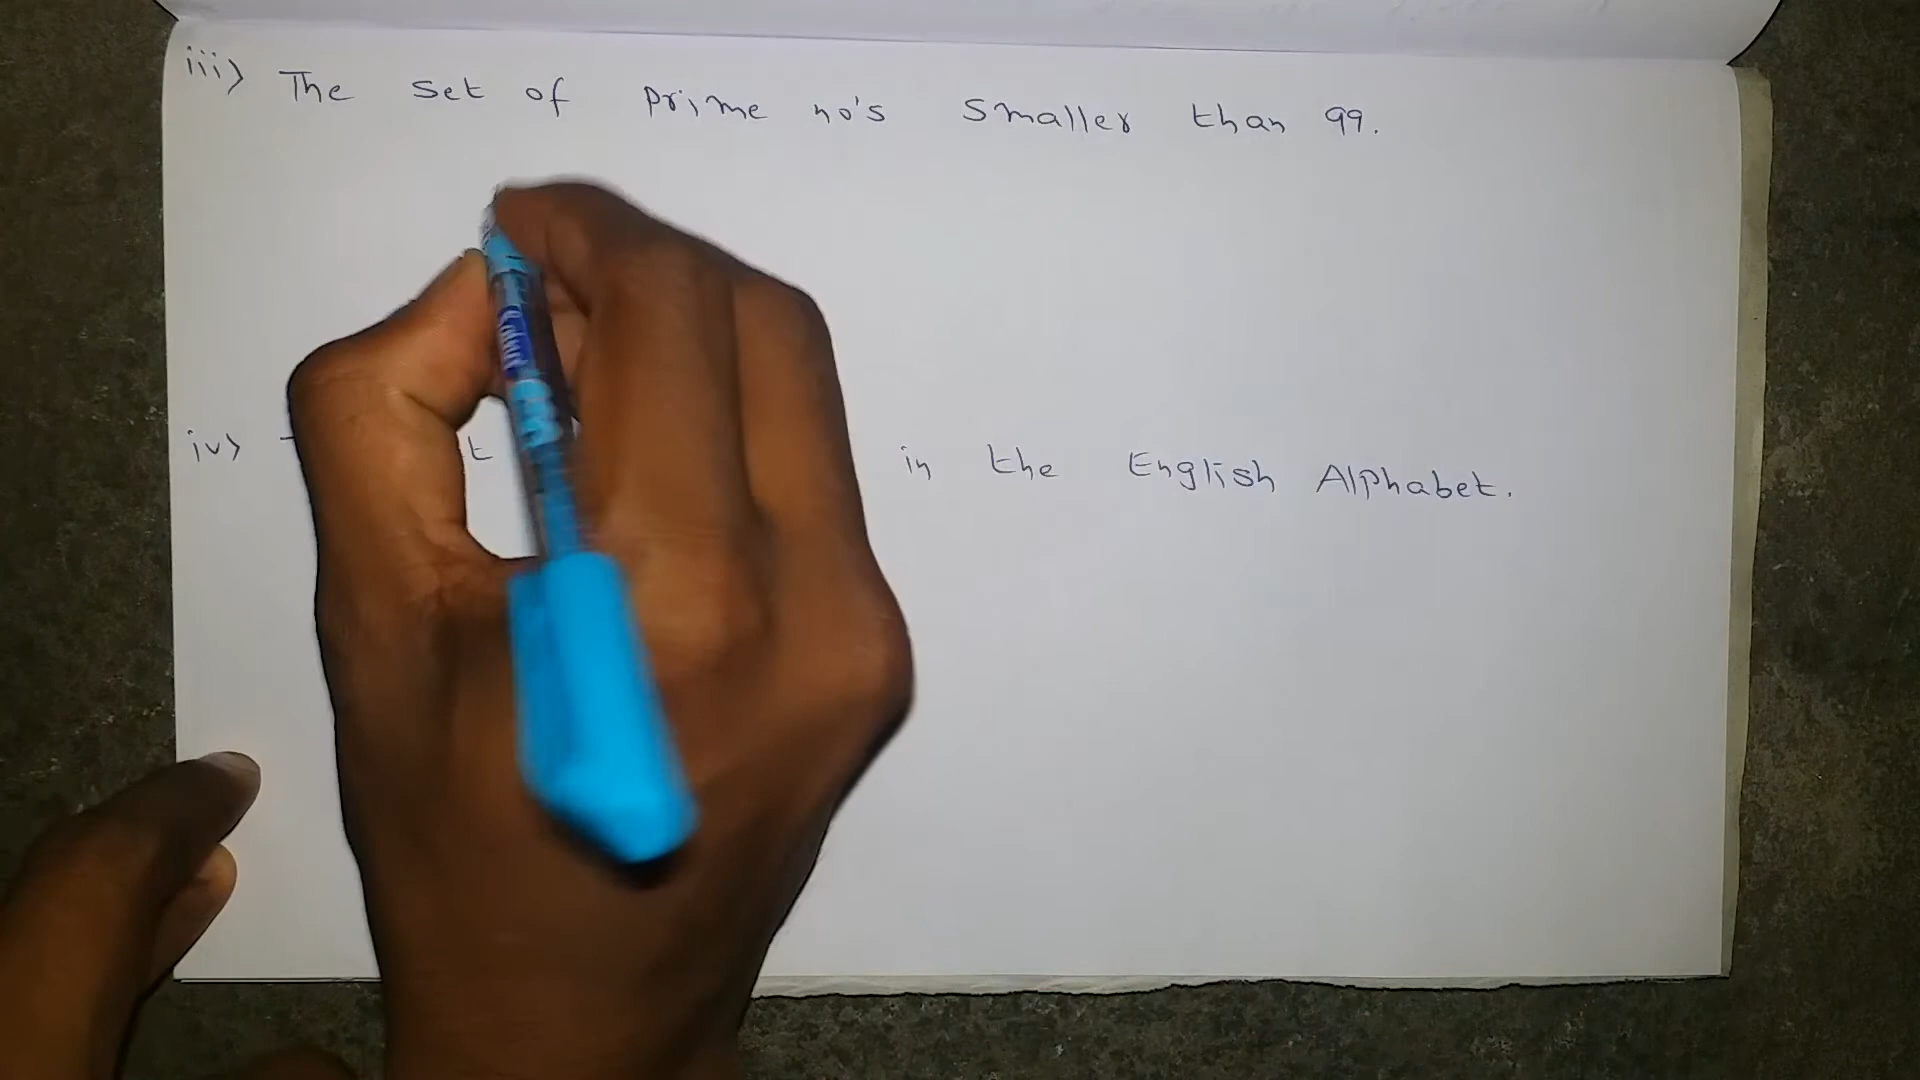 iii) The set of prime no's smaller than 99.
iv) in the English Alphabet.